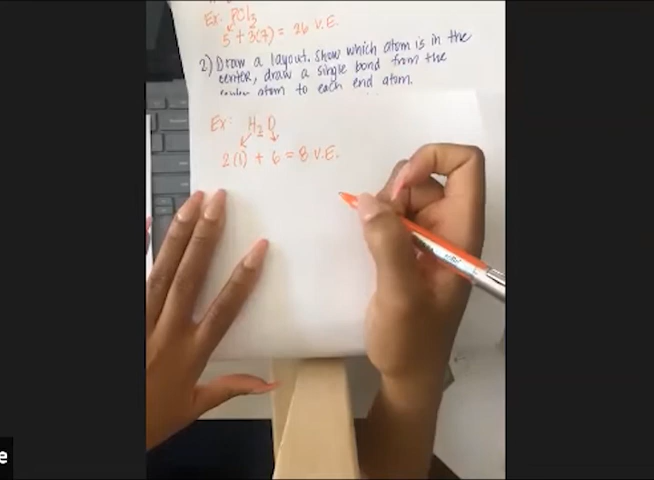 Ex: PCl3
5 + 3(7) = 26 V.E.
2) Draw a layout. Show which atom is in the
center, draw a single bond from the
center atom to each end atom.
Ex: H2O
2(1) + 6 = 8 V.E.
e